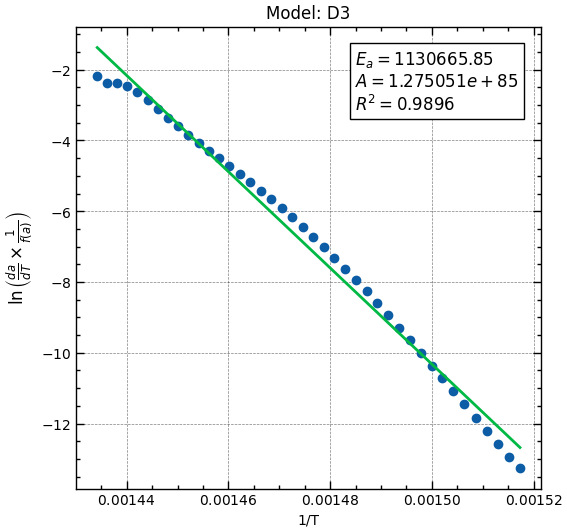 Model: D3
E_a = 1130665.85
A = 1.275051e + 85
R^2 = 0.9896
ln (da/dT × 1/f(a))
−2
−4
−6
−8
−10
−12
0.00144 0.00146 0.00148 0.00150 0.00152
1/T